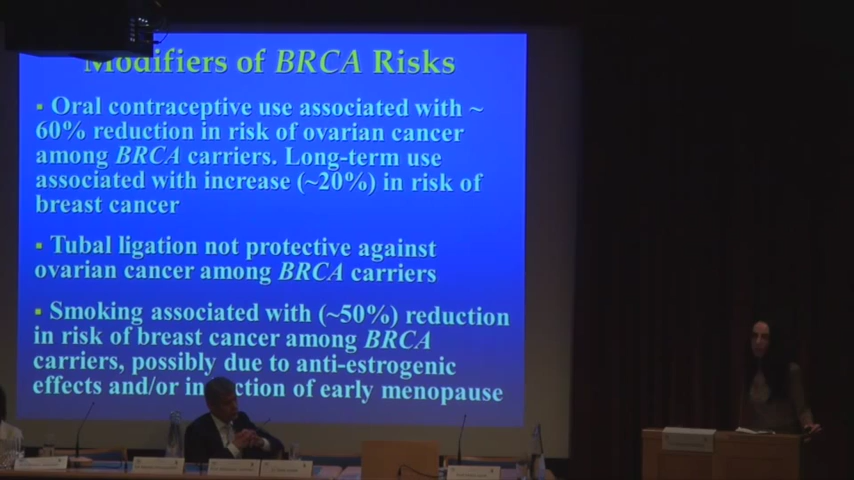 Modifiers of BRCA Risks
▪ Oral contraceptive use associated with ~
60% reduction in risk of ovarian cancer
among BRCA carriers. Long-term use
associated with increase (~20%) in risk of
breast cancer
▪ Tubal ligation not protective against
ovarian cancer among BRCA carriers
▪ Smoking associated with (~50%) reduction
in risk of breast cancer among BRCA
carriers, possibly due to anti-estrogenic
effects and/or in ction of early menopause